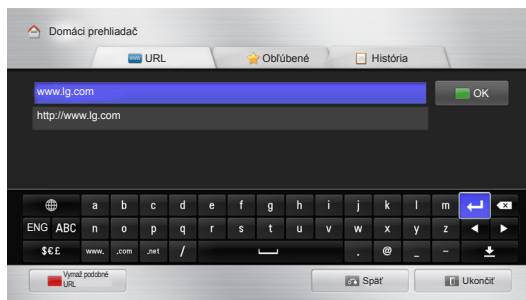 Domáci prehliadač
URL
Obľúbené
História
www.lg.com
OK
http://www.lg.com
a b c d e f g h i j k l m
ENG ABC n o p q r s t u v w x y z
$€£ www. .com .net / . @ _ -
Vymaž podobné
URL
Späť
Ukončiť